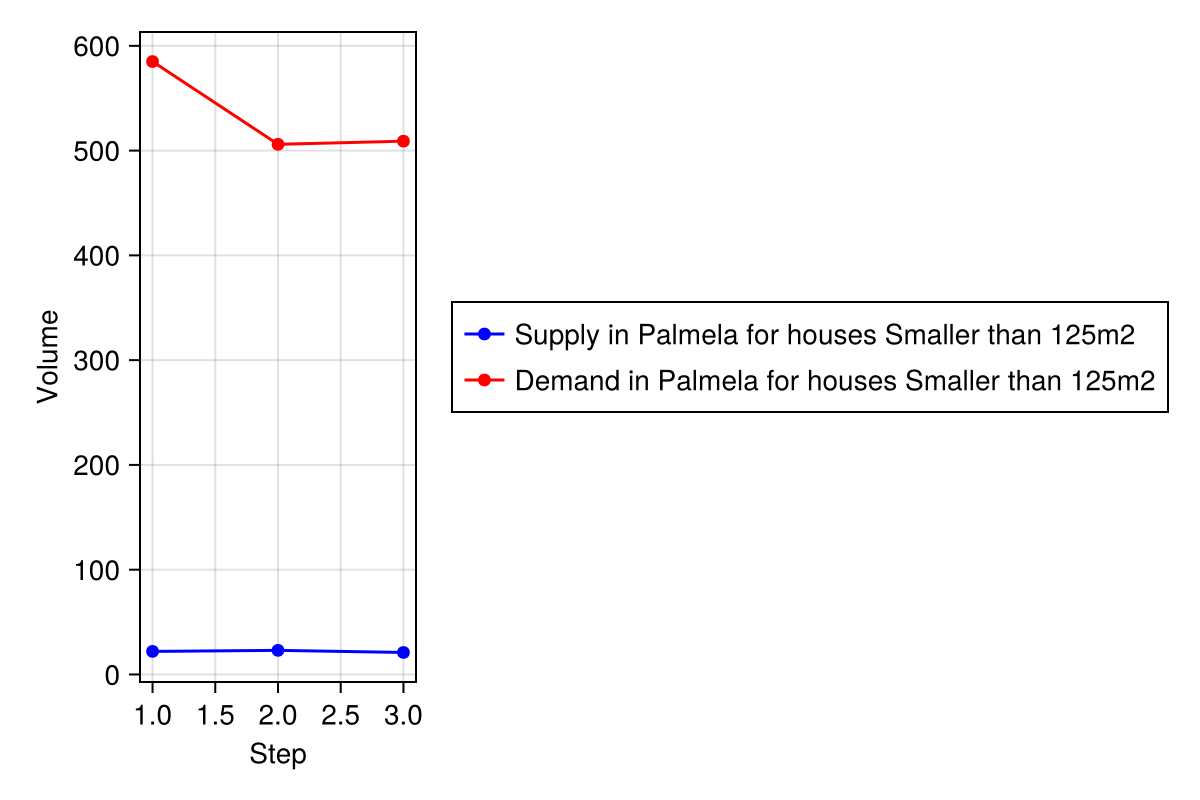 600
500
400
300
200
100
0
Volume
1.0 1.5 2.0 2.5 3.0
Step
Supply in Palmela for houses Smaller than 125m2
Demand in Palmela for houses Smaller than 125m2